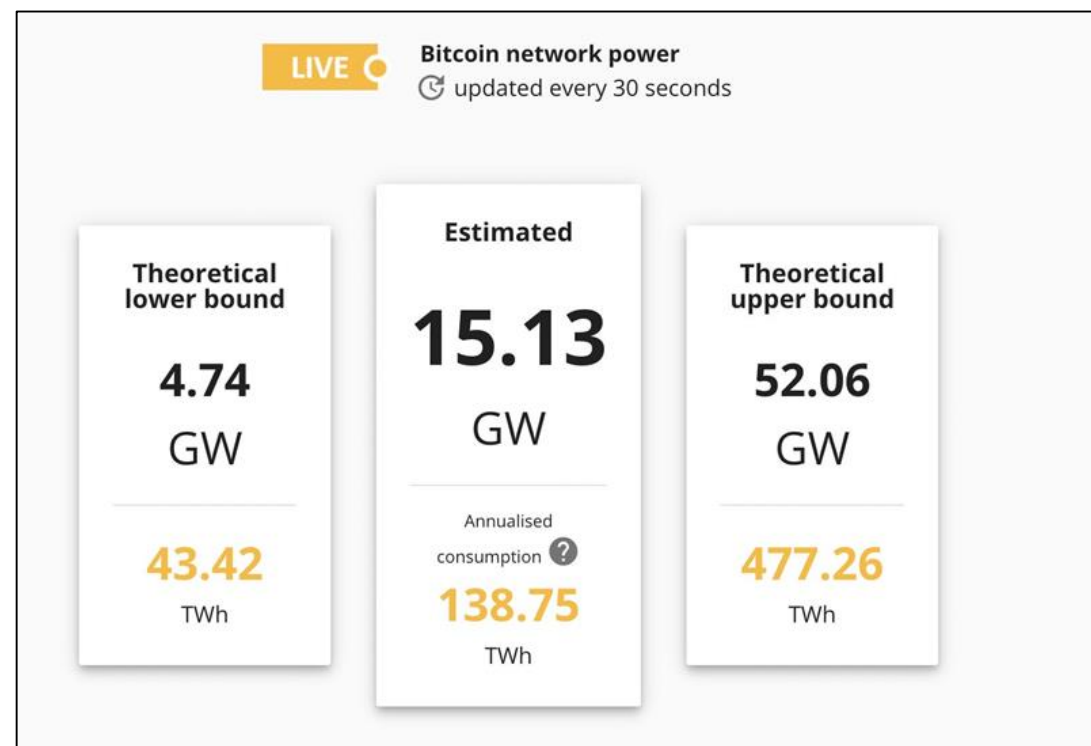 LIVE
Bitcoin network power
updated every 30 seconds
Theoretical
lower bound
4.74
GW
43.42
TWh
Estimated
15.13
GW
Annualised
consumption ?
138.75
TWh
Theoretical
upper bound
52.06
GW
477.26
TWh